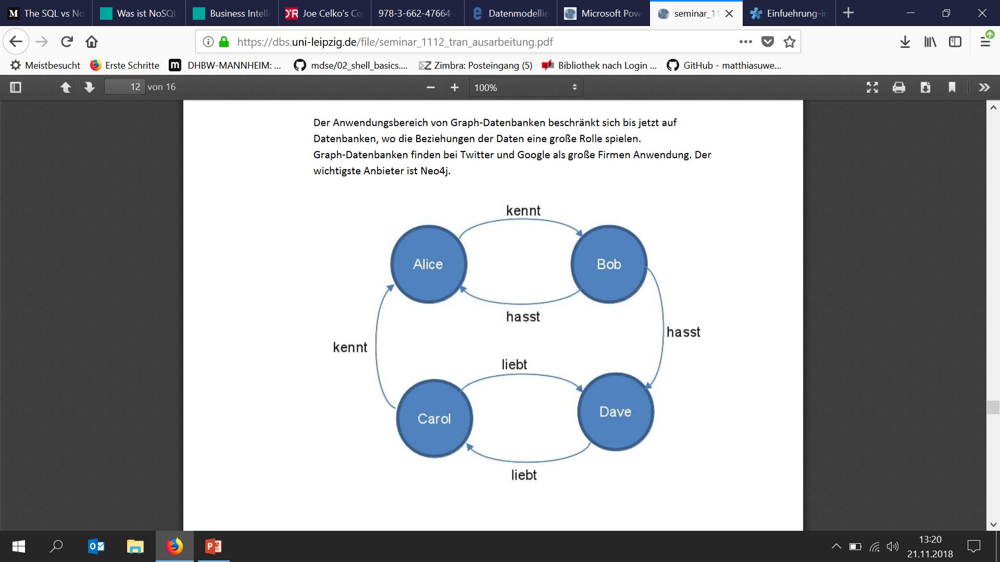 The SQL vs No
Was ist NoSQL
Business Intelli
Joe Celko's Co
978-3-662-47664-
Datenmodellie
Microsoft Pow
seminar_11
Einfuehrung-in
https://dbs.uni-leipzig.de/file/seminar_1112_tran_ausarbeitung.pdf
Meistbesucht
Erste Schritte
DHBW-MANNHEIM: ...
mdse/02_shell_basics....
Zimbra: Posteingang (5)
Bibliothek nach Login ...
GitHub - matthiasuwe...
12 von 16
100%
Der Anwendungsbereich von Graph-Datenbanken beschränkt sich bis jetzt auf
Datenbanken, wo die Beziehungen der Daten eine große Rolle spielen.
Graph-Datenbanken finden bei Twitter und Google als große Firmen Anwendung. Der
wichtigste Anbieter ist Neo4j.
kennt
Alice
Bob
hasst
hasst
kennt
liebt
Carol
Dave
liebt
13:20
21.11.2018